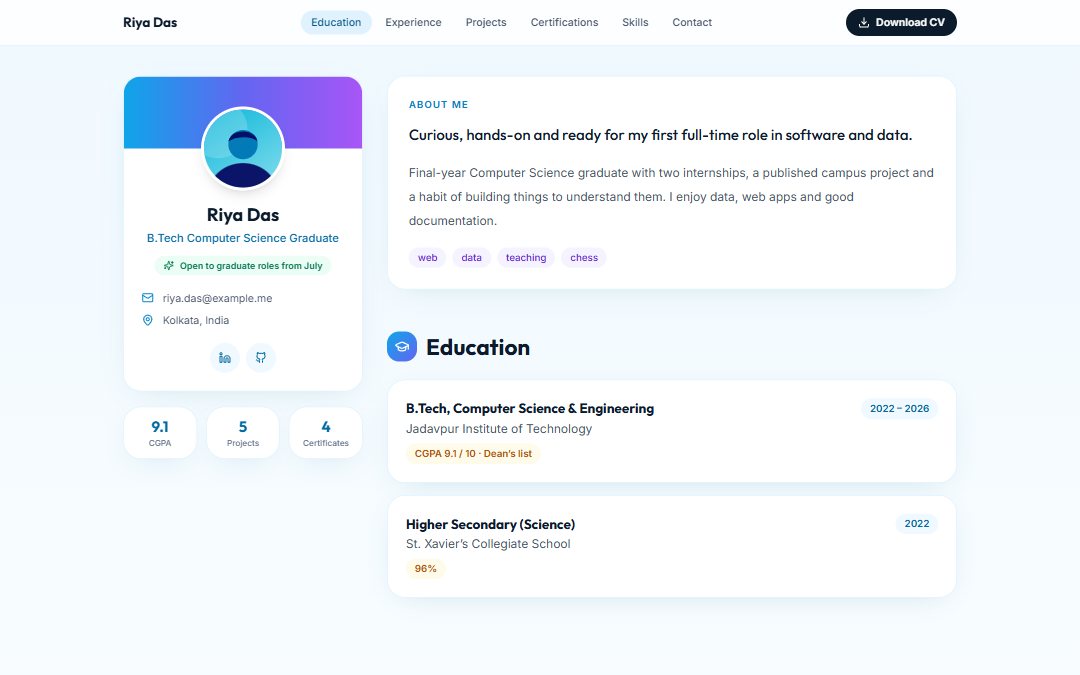 Riya Das
Education
Experience
Projects
Certifications
Skills
Contact
Download CV
Riya Das
B.Tech Computer Science Graduate
Open to graduate roles from July
riya.das@example.me
Kolkata, India
9.1
CGPA
5
Projects
4
Certificates
ABOUT ME
Curious, hands-on and ready for my first full-time role in software and data.
Final-year Computer Science graduate with two internships, a published campus project and
a habit of building things to understand them. I enjoy data, web apps and good
documentation.
web
data
teaching
chess
Education
B.Tech, Computer Science & Engineering
2022 – 2026
Jadavpur Institute of Technology
CGPA 9.1 / 10 · Dean’s list
Higher Secondary (Science)
2022
St. Xavier’s Collegiate School
96%